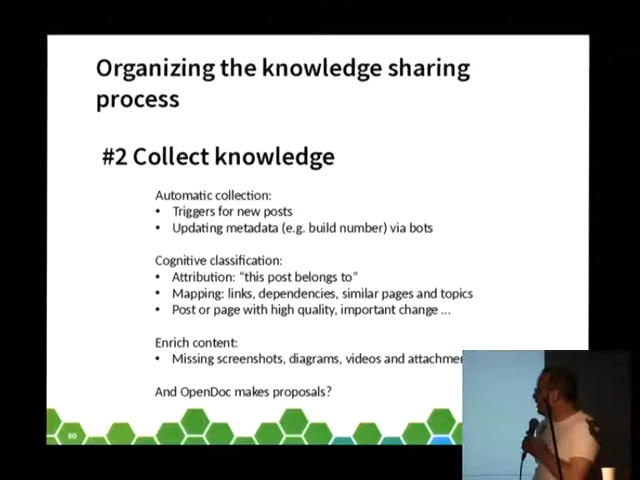 Organizing the knowledge sharing
process
#2 Collect knowledge
Automatic collection:
• Triggers for new posts
• Updating metadata (e.g. build number) via bots
Cognitive classification:
• Attribution: “this post belongs to”
• Mapping: links, dependencies, similar pages and topics
• Post or page with high quality, important change ...
Enrich content:
• Missing screenshots, diagrams, videos and
And OpenDoc makes proposals?
60